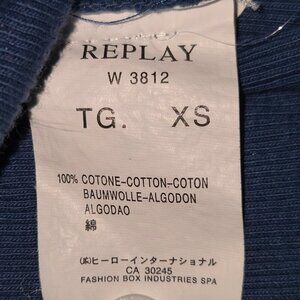 REPLAY
W 3812
TG. XS
100% COTONE-COTTON-COTON
BAUMWOLLE-ALGODON
ALGODAO
綿
(株)ヒーローインターナショナル
CA 30245
FASHION BOX INDUSTRIES SPA